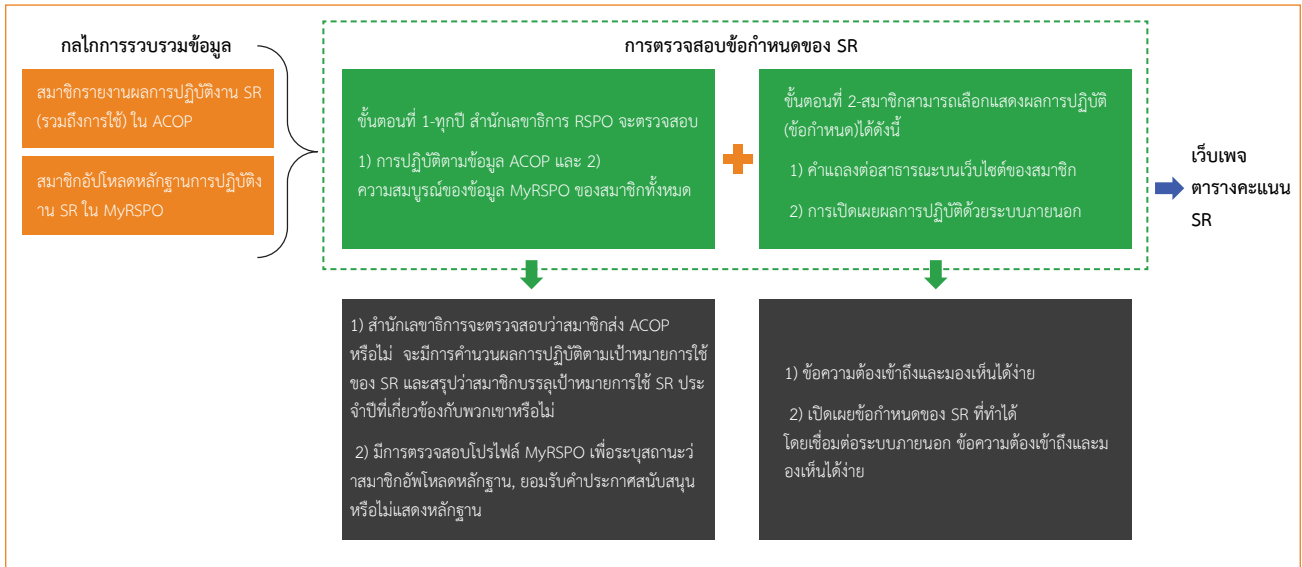 กลไกการรวบรวมข้อมูล
สมาชิกรายงานผลการปฏิบัติงาน SR
(รวมถึงการใช้) ใน ACOP
สมาชิกอัปโหลดหลักฐานการปฏิบัติง
าน SR ใน MyRSPO
การตรวจสอบข้อกำหนดของ SR
ขั้นตอนที่ 1-ทุกปี สำนักเลขาธิการ RSPO จะตรวจสอบ
1) การปฏิบัติตามข้อมูล ACOP และ 2)
ความสมบูรณ์ของข้อมูล MyRSPO ของสมาชิกทั้งหมด
ขั้นตอนที่ 2-สมาชิกสามารถเลือกแสดงผลการปฏิบัติ
(ข้อกำหนด)ได้ดังนี้
1) คำแถลงต่อสาธารณะบนเว็บไซต์ของสมาชิก
2) การเปิดเผยผลการปฏิบัติด้วยระบบภายนอก
เว็บเพจ
ตารางคะแนน
SR
1) สำนักเลขาธิการจะตรวจสอบว่าสมาชิกส่ง ACOP
หรือไม่ จะมีการคำนวนผลการปฏิบัติตามเป้าหมายการใช้
ของ SR และสรุปว่าสมาชิกบรรลุเป้าหมายการใช้ SR ประ
จำปีที่เกี่ยวข้องกับพวกเขาหรือไม่
2) มีการตรวจสอบโปรไฟล์ MyRSPO เพื่อระบุสถานะว่
าสมาชิกอัพโหลดหลักฐาน, ยอมรับคำประกาศสนับสนุน
หรือไม่แสดงหลักฐาน
1) ข้อความต้องเข้าถึงและมองเห็นได้ง่าย
2) เปิดเผยข้อกำหนดของ SR ที่ทำได้
โดยเชื่อมต่อระบบภายนอก ข้อความต้องเข้าถึงและม
องเห็นได้ง่าย